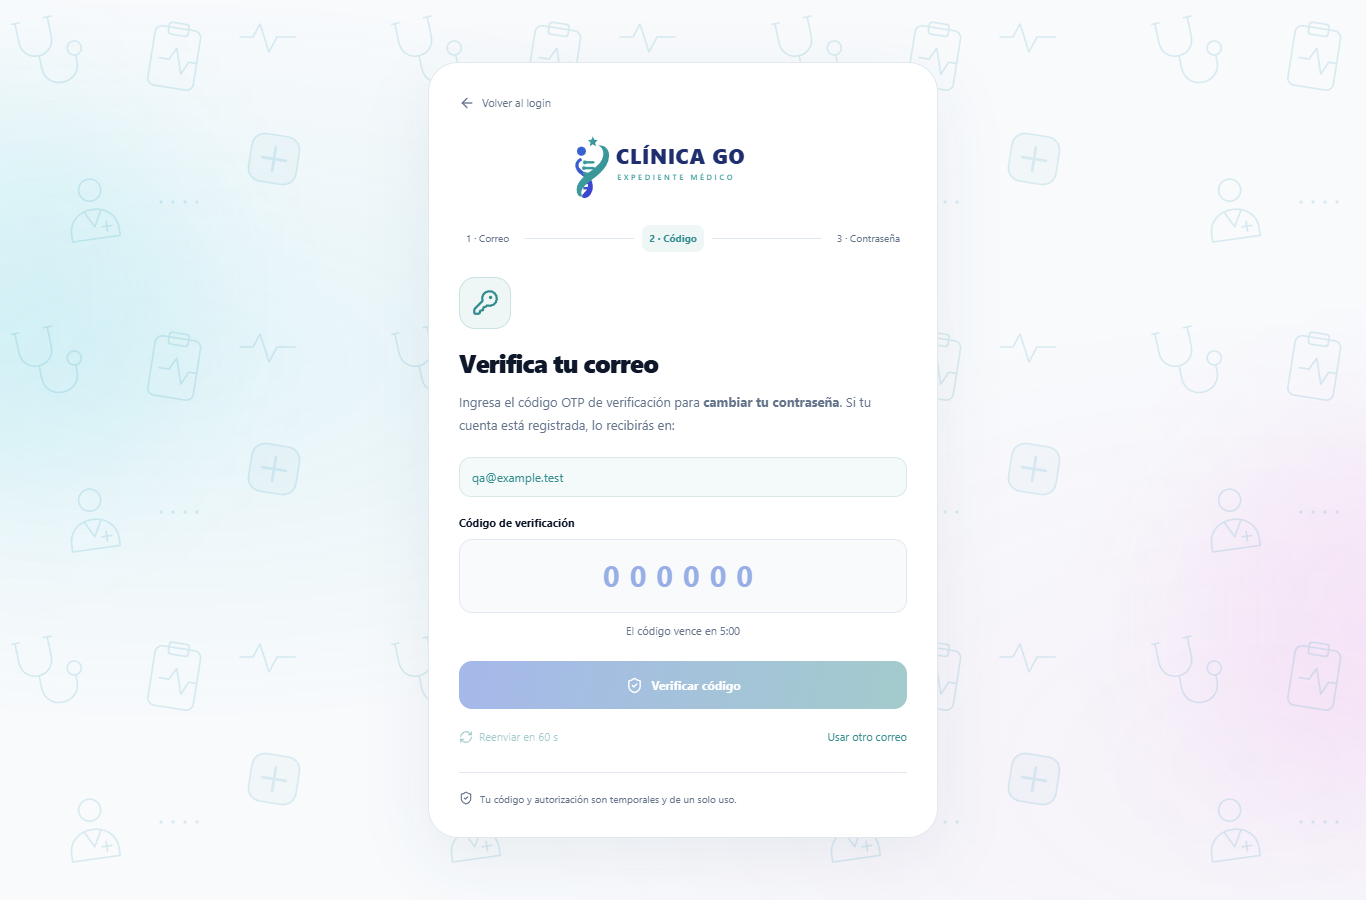 Volver al login
CLÍNICA GO
EXPEDIENTE MÉDICO
1 · Correo
2 · Código
3 · Contraseña
Verifica tu correo
Ingresa el código OTP de verificación para cambiar tu contraseña. Si tu
cuenta está registrada, lo recibirás en:
qa@example.test
Código de verificación
000000
El código vence en 5:00
Verificar código
Reenviar en 60 s
Usar otro correo
Tu código y autorización son temporales y de un solo uso.